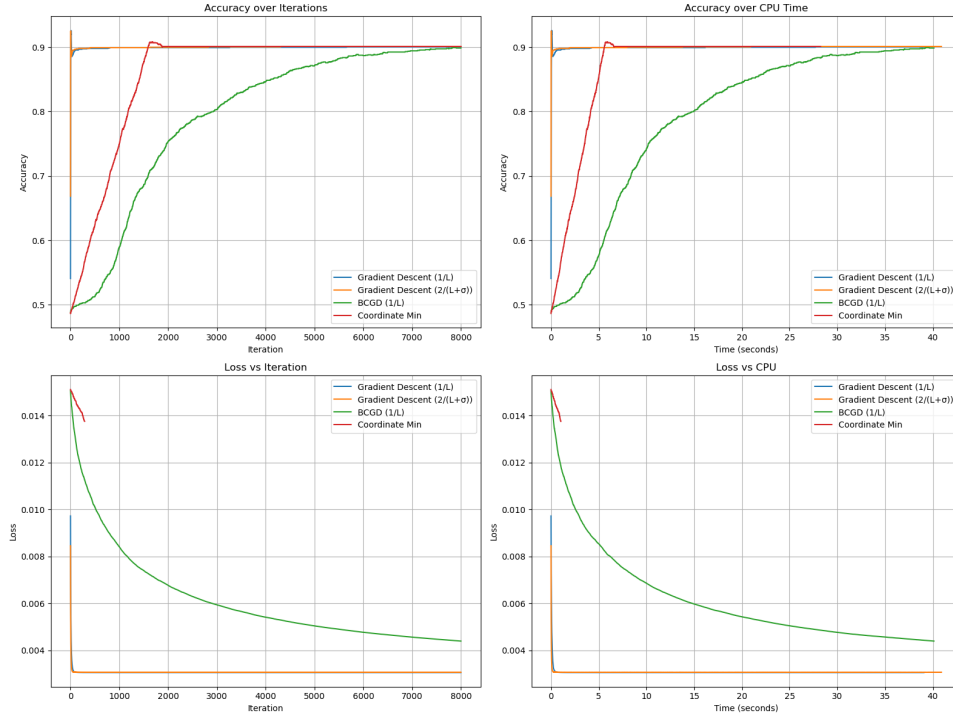 Accuracy over Iterations
Accuracy
0.9
0.8
0.7
0.6
0.5
0
1000
2000
3000
4000
5000
6000
7000
8000
Iteration
Gradient Descent (1/L)
Gradient Descent (2/(L+σ))
BCGD (1/L)
Coordinate Min
Accuracy over CPU Time
Accuracy
0.9
0.8
0.7
0.6
0.5
0
5
10
15
20
25
30
35
40
Time (seconds)
Gradient Descent (1/L)
Gradient Descent (2/(L+σ))
BCGD (1/L)
Coordinate Min
Loss vs Iteration
Loss
0.014
0.012
0.010
0.008
0.006
0.004
0
1000
2000
3000
4000
5000
6000
7000
8000
Iteration
Gradient Descent (1/L)
Gradient Descent (2/(L+σ))
BCGD (1/L)
Coordinate Min
Loss vs CPU
Loss
0.014
0.012
0.010
0.008
0.006
0.004
0
5
10
15
20
25
30
35
40
Time (seconds)
Gradient Descent (1/L)
Gradient Descent (2/(L+σ))
BCGD (1/L)
Coordinate Min